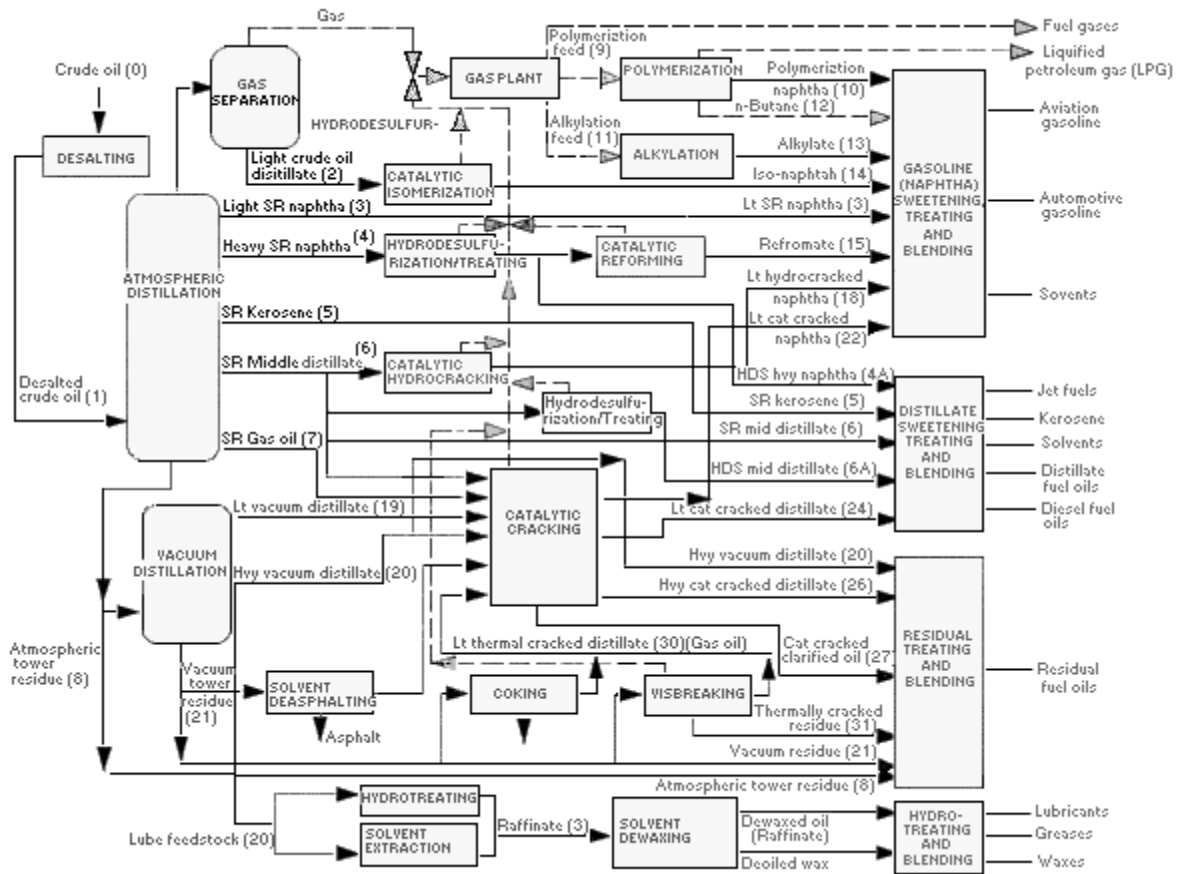 Gas
Fuel gases
Polymeriztion
feed (9)
Liquified
petroleum gas (LPG)
Crude oil (0)
GAS
SEPARATION
GAS PLANT
POLYMERIZATION
Polymeriztion
naphtha (10)
n-Butane (12)
Aviation
gasoline
HYDRODESULFUR-
Alkylation
feed (11)
DESALTING
Light crude oil
disitillate (2)
CATALYTIC
ISOMERIZATION
ALKYLATION
Alkylate (13)
Iso-naphtah (14)
GASOLINE
(NAPHTHA)
SWEETENING,
TREATING
AND
BLENDING
Automotive
gasoline
Light SR naphtha (3)
Lt SR naphtha (3)
Heavy SR naphtha (4)
HYDRODESULFU-
RIZATION/TREATING
CATALYTIC
REFORMING
Refromate (15)
ATMOSPHERIC
DISTILLATION
Lt hydrocracked
naphtha (18)
Sovents
SR Kerosene (5)
Lt cat cracked
naphtha (22)
SR Middle distillate (6)
CATALYTIC
HYDROCRACKING
HDS hvy naphtha (4A)
Jet fuels
Desalted
crude oil (1)
Hydrodesulfu-
rization/Treating
SR kerosene (5)
Kerosene
DISTILLATE
SWEETENING
TREATING
AND
BLENDING
SR Gas oil (7)
SR mid distillate (6)
Solvents
HDS mid distillate (6A)
Distillate
fuel oils
Lt vacuum distillate (19)
CATALYTIC
CRACKING
Lt cat cracked distillate (24)
Diesel fuel
oils
VACUUM
DISTILLATION
Hvy vacuum distillate (20)
Hvy vacuum distillate (20)
Hvy cat cracked distillate (26)
Atmospheric
tower
residue (8)
Lt thermal cracked distillate (30)(Gas oil)
Cat cracked
clarified oil (27)
RESIDUAL
TREATING
AND
BLENDING
Residual
fuel oils
Vacuum
tower
residue
(21)
SOLVENT
DEASPHALTING
COKING
VISBREAKING
Asphalt
Thermally cracked
residue (31)
Vacuum residue (21)
Atmospheric tower residue (8)
HYDROTREATING
Lube feedstock (20)
SOLVENT
EXTRACTION
Raffinate (3)
SOLVENT
DEWAXING
Dewaxed oil
(Raffinate)
Deoiled wax
HYDRO-
TREATING
AND
BLENDING
Lubricants
Greases
Waxes